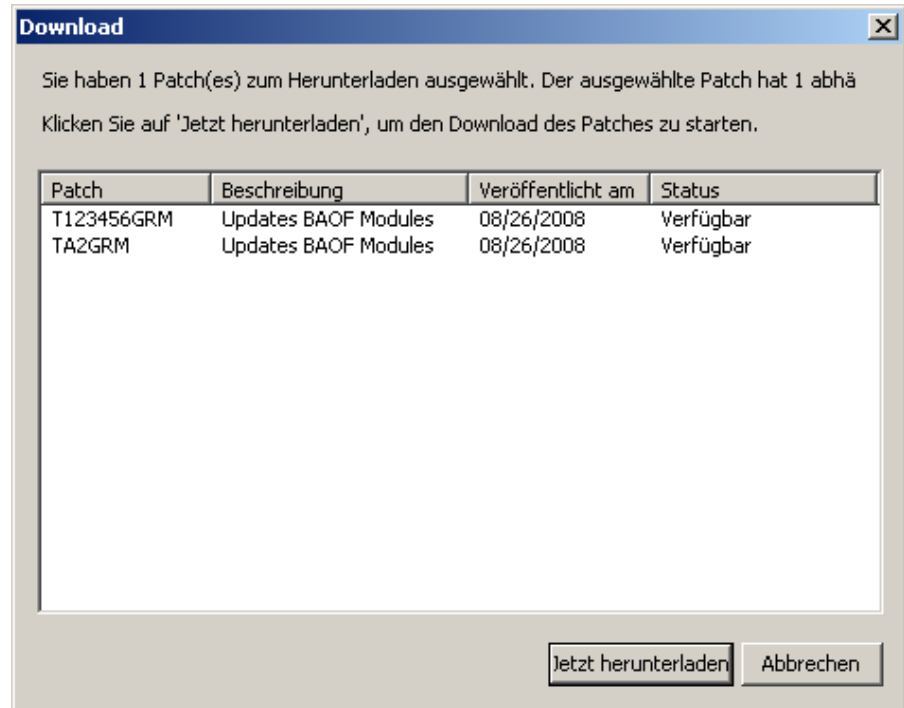 Download
Sie haben 1 Patch(es) zum Herunterladen ausgewählt. Der ausgewählte Patch hat 1 abhä
Klicken Sie auf 'Jetzt herunterladen', um den Download des Patches zu starten.
Patch Beschreibung Veröffentlicht am Status
T123456GRM Updates BAOF Modules 08/26/2008 Verfügbar
TA2GRM Updates BAOF Modules 08/26/2008 Verfügbar
Jetzt herunterladen Abbrechen